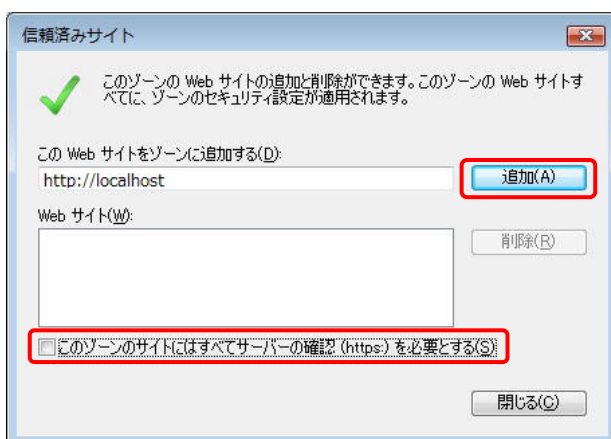 信頼済みサイト
このゾーンの Web サイトの追加と削除ができます。このゾーンの Web サイトす
べてに、ゾーンのセキュリティ設定が適用されます。
この Web サイトをゾーンに追加する(D):
http://localhost
追加(A)
Web サイト(W):
削除(R)
このゾーンのサイトにはすべてサーバーの確認 (https:) を必要とする(S)
閉じる(C)